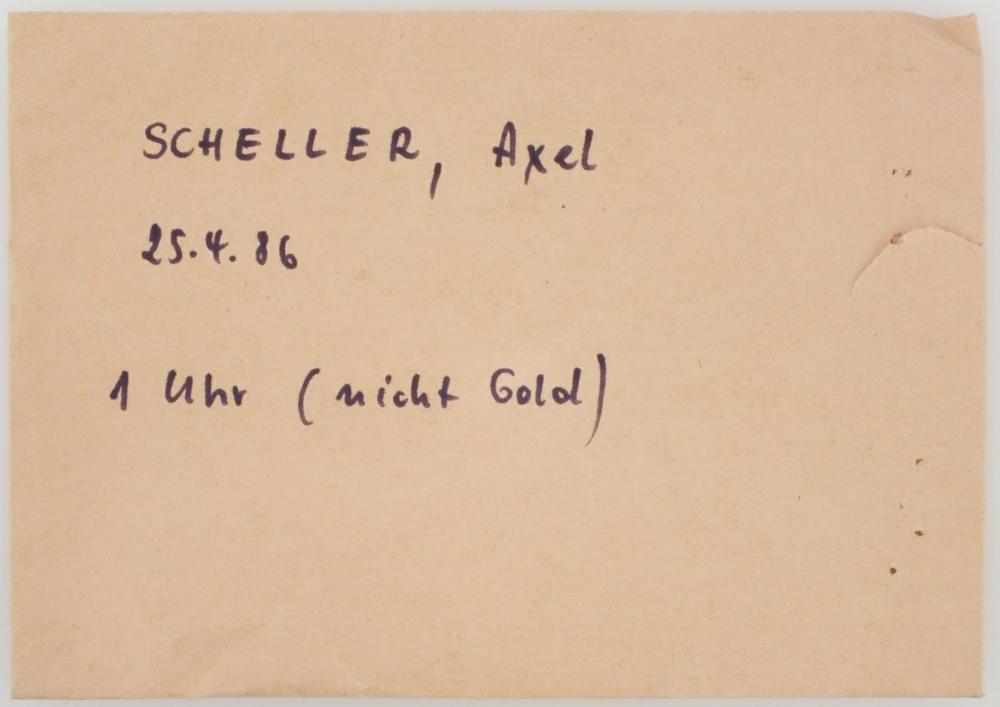 SCHELLER, Axel
25.4.86
1 Uhr (nicht Gold)